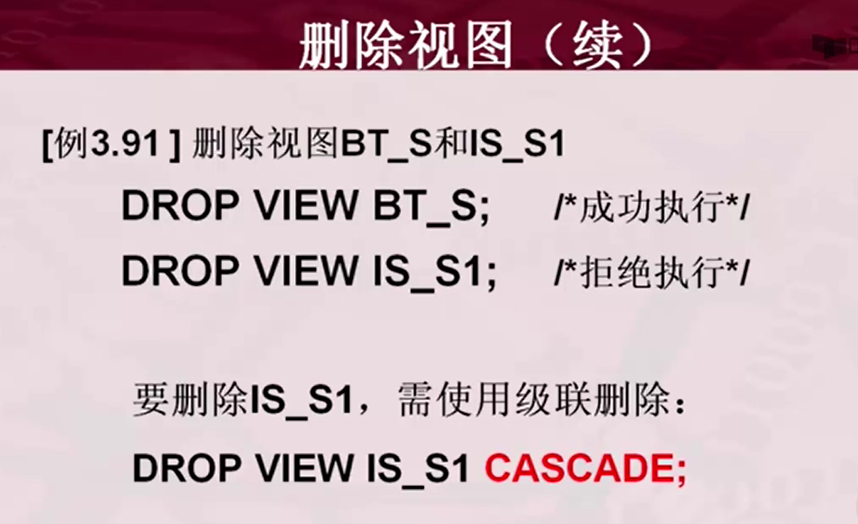 删除视图（续）
[例3.91 ] 删除视图BT_S和IS_S1
DROP VIEW BT_S; /*成功执行*/
DROP VIEW IS_S1; /*拒绝执行*/
要删除IS_S1，需使用级联删除：
DROP VIEW IS_S1 CASCADE;